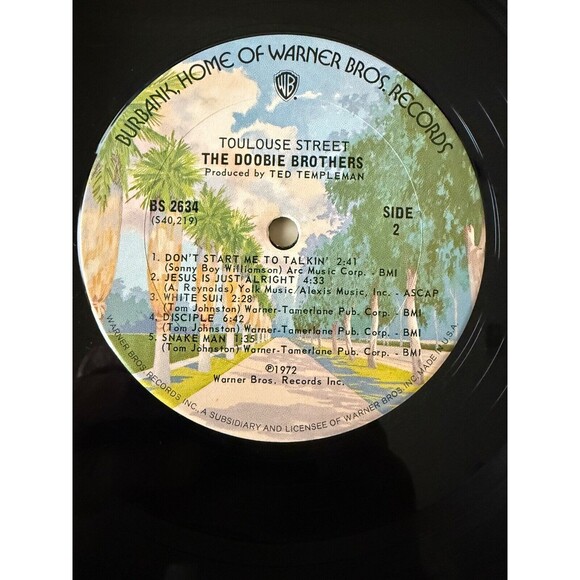 BURBANK, HOME OF WARNER BROS. RECORDS
WB
TOULOUSE STREET
THE DOOBIE BROTHERS
Produced by TED TEMPLEMAN
BS 2634
(S40,219)
SIDE
2
1. DON'T START ME TO TALKIN' 2:41
(Sonny Boy Williamson) Arc Music Corp. - BMI
2. JESUS IS JUST ALRIGHT 4:33
(A. Reynolds) Yolk Music/Alexis Music, Inc. - ASCAP
3. WHITE SUN 2:28
(Tom Johnston) Warner-Tamerlane Pub. Corp. - BMI
4. DISCIPLE 6:42
(Tom Johnston) Warner-Tamerlane Pub. Corp. - BMI
5. SNAKE MAN 1:35
(Tom Johnston) Warner-Tamerlane Pub. Corp. - BMI
℗1972
Warner Bros. Records Inc.
WARNER BROS. RECORDS INC. A SUBSIDIARY AND LICENSEE OF WARNER BROS. INC. MADE IN U.S.A.